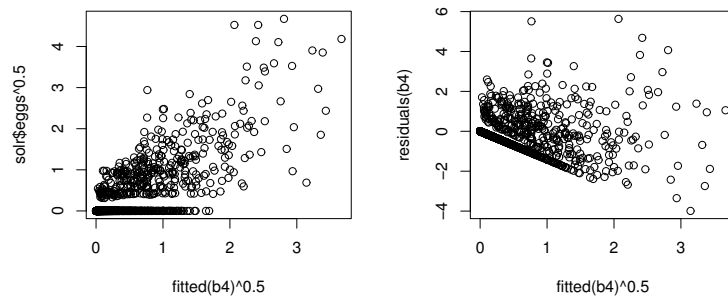 solr$eggs^0.5
0 1 2 3 4
0 1 2 3
fitted(b4)^0.5
residuals(b4)
-4 -2 0 2 4 6
0 1 2 3
fitted(b4)^0.5